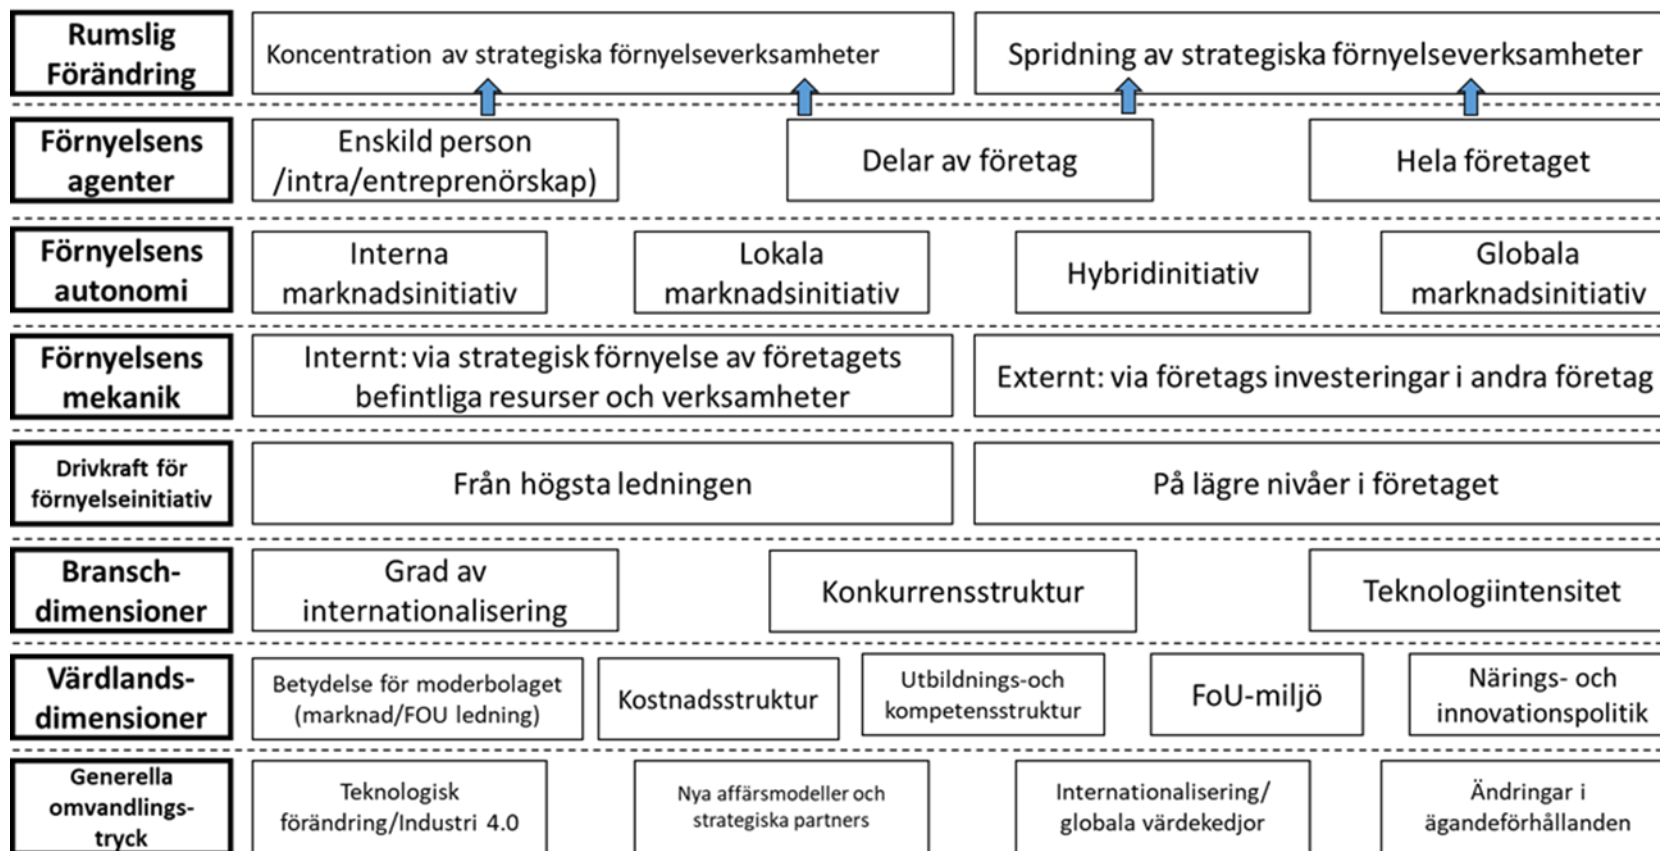 Rumslig
Förändring
Koncentration av strategiska förnyelseverksamheter
Spridning av strategiska förnyelseverksamheter
Förnyelsens
agenter
Enskild person
/intra/entreprenörskap)
Delar av företag
Hela företaget
Förnyelsens
autonomi
Interna
marknadsinitiativ
Lokala
marknadsinitiativ
Hybridinitiativ
Globala
marknadsinitiativ
Förnyelsens
mekanik
Internt: via strategisk förnyelse av företagets
befintliga resurser och verksamheter
Externt: via företags investeringar i andra företag
Drivkraft för
förnyelseinitiativ
Från högsta ledningen
På lägre nivåer i företaget
Bransch-
dimensioner
Grad av
internationalisering
Konkurrensstruktur
Teknologiintensitet
Värdlands-
dimensioner
Betydelse för moderbolaget
(marknad/FOU ledning)
Kostnadsstruktur
Utbildnings-och
kompetensstruktur
FoU-miljö
Närings- och
innovationspolitik
Generella
omvandlings-
tryck
Teknologisk
förändring/Industri 4.0
Nya affärsmodeller och
strategiska partners
Internationalisering/
globala värdekedjor
Ändringar i
ägandeförhållanden